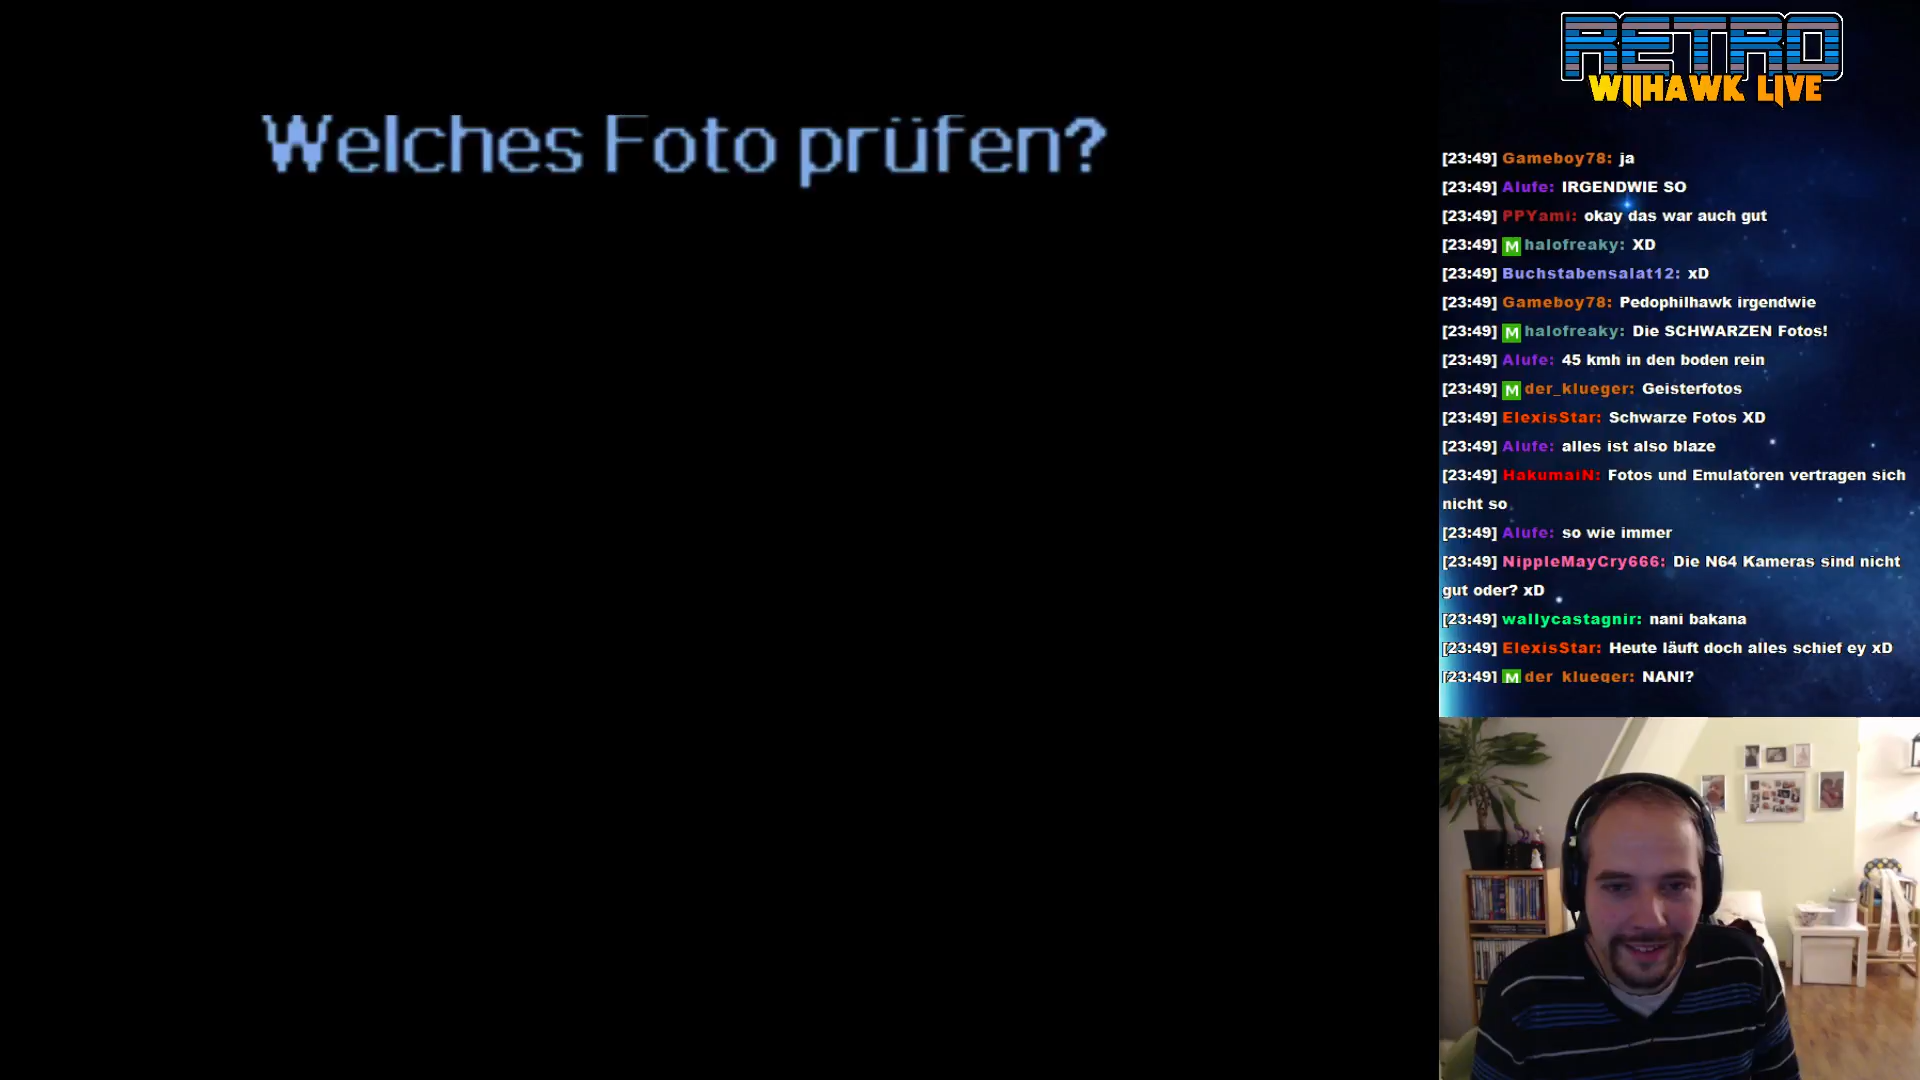 Welches Foto prüfen?
RETRO
WIIHAWK LIVE
[23:49] Gameboy78: ja
[23:49] Alufe: IRGENDWIE SO
[23:49] PPYami: okay das war auch gut
[23:49] M halofreaky: XD
[23:49] Buchstabensalat12: xD
[23:49] Gameboy78: Pedophilhawk irgendwie
[23:49] M halofreaky: Die SCHWARZEN Fotos!
[23:49] Alufe: 45 kmh in den boden rein
[23:49] M der_klueger: Geisterfotos
[23:49] ElexisStar: Schwarze Fotos XD
[23:49] Alufe: alles ist also blaze
[23:49] HakumaiN: Fotos und Emulatoren vertragen sich
nicht so
[23:49] Alufe: so wie immer
[23:49] NippleMayCry666: Die N64 Kameras sind nicht
gut oder? xD
[23:49] wallycastagnir: nani bakana
[23:49] ElexisStar: Heute läuft doch alles schief ey xD
[23:49] M der_klueger: NANI?